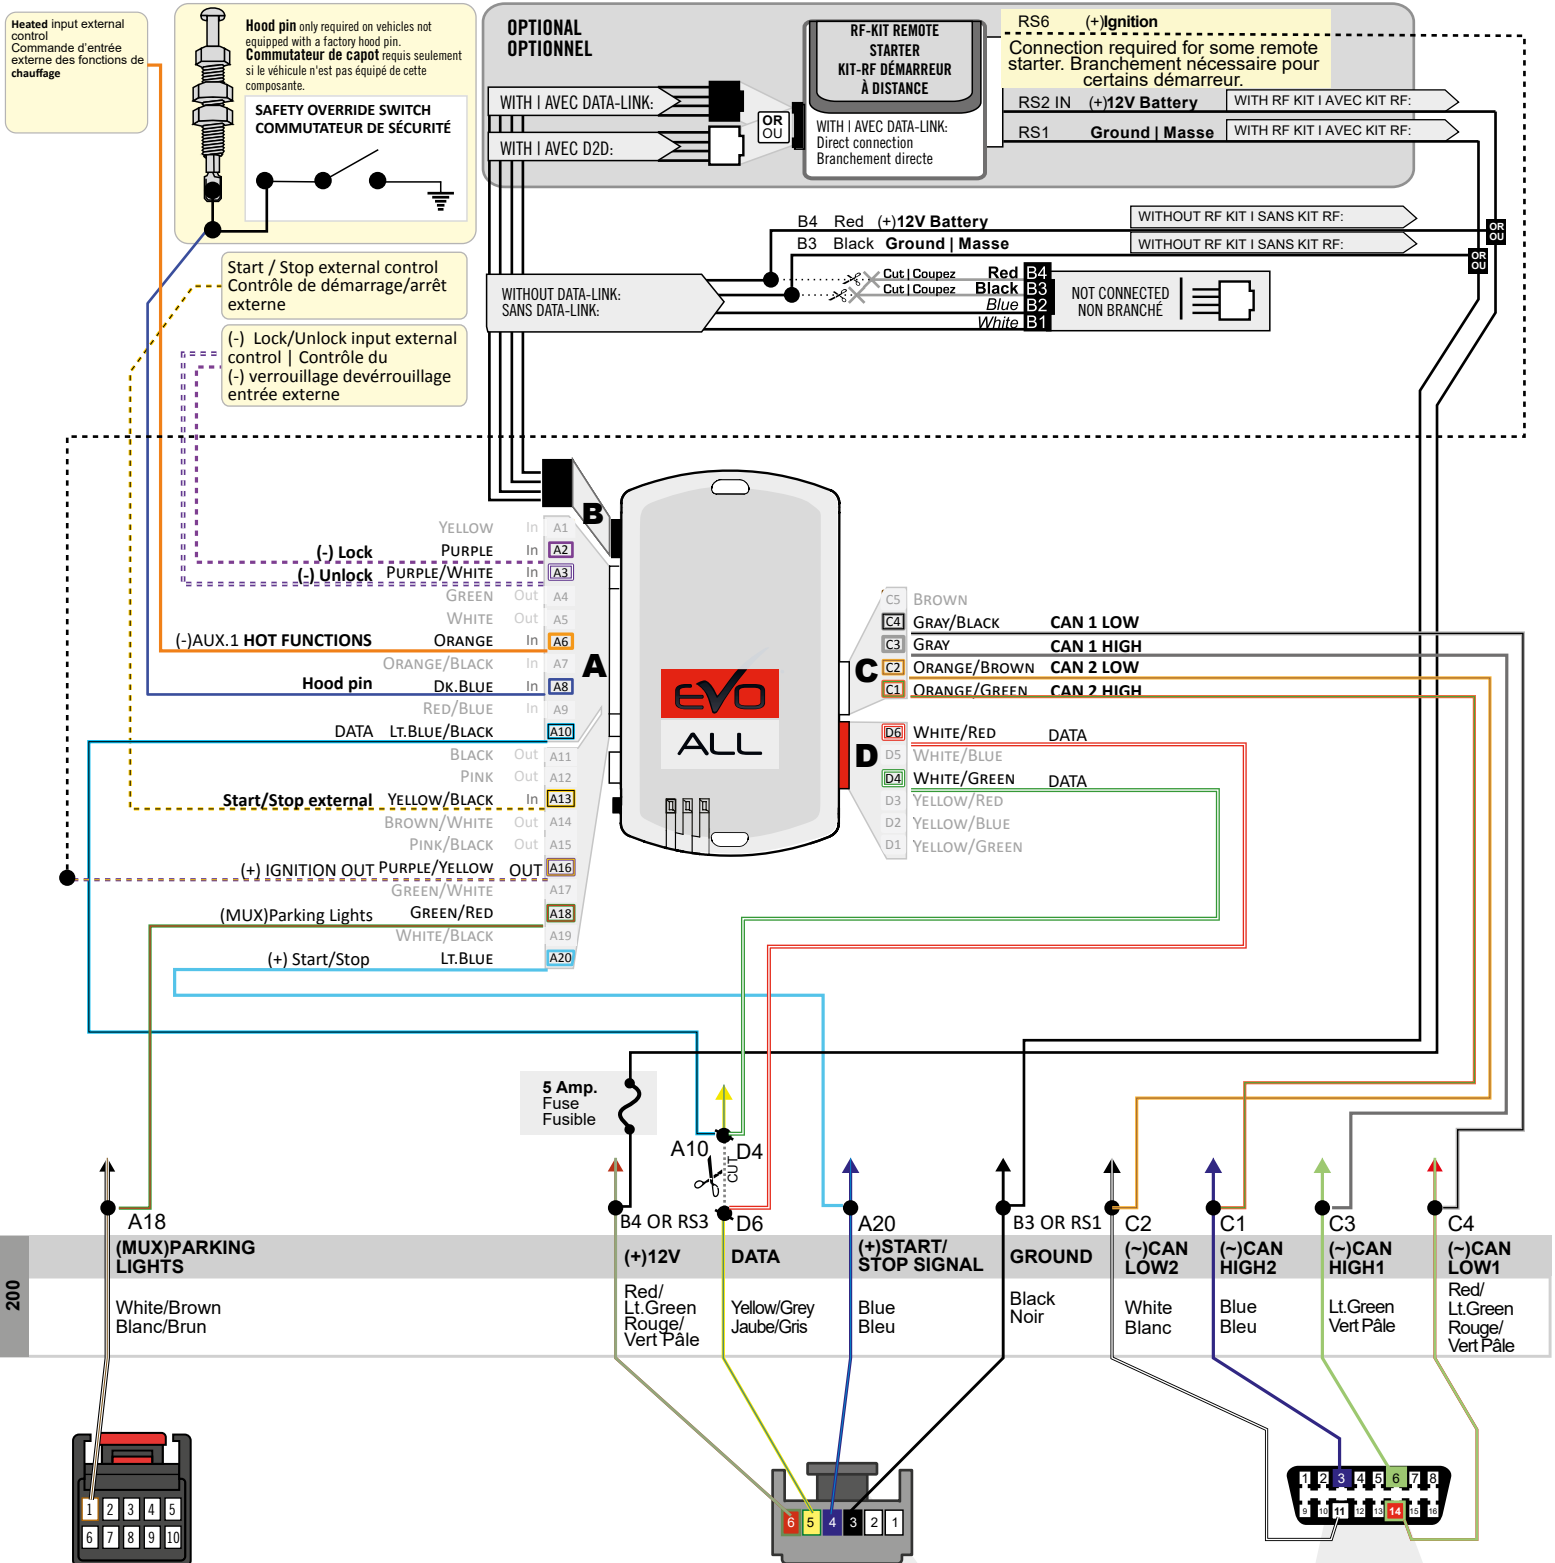 Heated input external
control
Commande d'entrée
externe des fonctions de
chauffage
Hood pin only required on vehicles not
equipped with a factory hood pin.
Commutateur de capot requis seulement
si le véhicule n'est pas équipé de cette
composante.
SAFETY OVERRIDE SWITCH
COMMUTATEUR DE SÉCURITÉ
OPTIONAL
OPTIONNEL
WITH | AVEC DATA-LINK:
WITH | AVEC D2D:
OR
OU
RF-KIT REMOTE
STARTER
KIT-RF DÉMARREUR
À DISTANCE
WITH | AVEC DATA-LINK:
Direct connection
Branchement directe
RS6 (+)Ignition
Connection required for some remote
starter. Branchement nécessaire pour
certains démarreur.
RS2 IN (+)12V Battery WITH RF KIT I AVEC KIT RF:
RS1 Ground | Masse WITH RF KIT I AVEC KIT RF:
B4 Red (+)12V Battery WITHOUT RF KIT I SANS KIT RF:
B3 Black Ground | Masse WITHOUT RF KIT I SANS KIT RF:
OR
OU
OR
OU
Start / Stop external control
Contrôle de démarrage/arrêt
externe
(-) Lock/Unlock input external
control | Contrôle du
(-) verrouillage devérrouillage
entrée externe
WITHOUT DATA-LINK:
SANS DATA-LINK:
Cut | Coupez Red B4
Cut | Coupez Black B3
Blue B2
White B1
NOT CONNECTED
NON BRANCHÉ
B
A
C
D
EVO
ALL
YELLOW In A1
(-) Lock PURPLE In A2
(-) Unlock PURPLE/WHITE In A3
GREEN Out A4
WHITE Out A5
(-)AUX.1 HOT FUNCTIONS ORANGE In A6
ORANGE/BLACK In A7
Hood pin DK.BLUE In A8
RED/BLUE In A9
DATA LT.BLUE/BLACK A10
BLACK Out A11
PINK Out A12
Start/Stop external YELLOW/BLACK In A13
BROWN/WHITE Out A14
PINK/BLACK Out A15
(+) IGNITION OUT PURPLE/YELLOW OUT A16
GREEN/WHITE A17
(MUX)Parking Lights GREEN/RED A18
WHITE/BLACK A19
(+) Start/Stop LT.BLUE A20
C5 BROWN
C4 GRAY/BLACK CAN 1 LOW
C3 GRAY CAN 1 HIGH
C2 ORANGE/BROWN CAN 2 LOW
C1 ORANGE/GREEN CAN 2 HIGH
D6 WHITE/RED DATA
D5 WHITE/BLUE
D4 WHITE/GREEN DATA
D3 YELLOW/RED
D2 YELLOW/BLUE
D1 YELLOW/GREEN
5 Amp.
Fuse
Fusible
A10 D4
CUT
A18
B4 OR RS3
D6
A20
B3 OR RS1
C2
C1
C3
C4
200
(MUX)PARKING
LIGHTS
White/Brown
Blanc/Brun
(+)12V
Red/
Lt.Green
Rouge/
Vert Pâle
DATA
Yellow/Grey
Jaube/Gris
(+)START/
STOP SIGNAL
Blue
Bleu
GROUND
Black
Noir
(~)CAN
LOW2
White
Blanc
(~)CAN
HIGH2
Blue
Bleu
(~)CAN
HIGH1
Lt.Green
Vert Pâle
(~)CAN
LOW1
Red/
Lt.Green
Rouge/
Vert Pâle
1 2 3 4 5
6 7 8 9 10
6 5 4 3 2 1
1 2 3 4 5 6 7 8
9 10 11 12 13 14 15 16